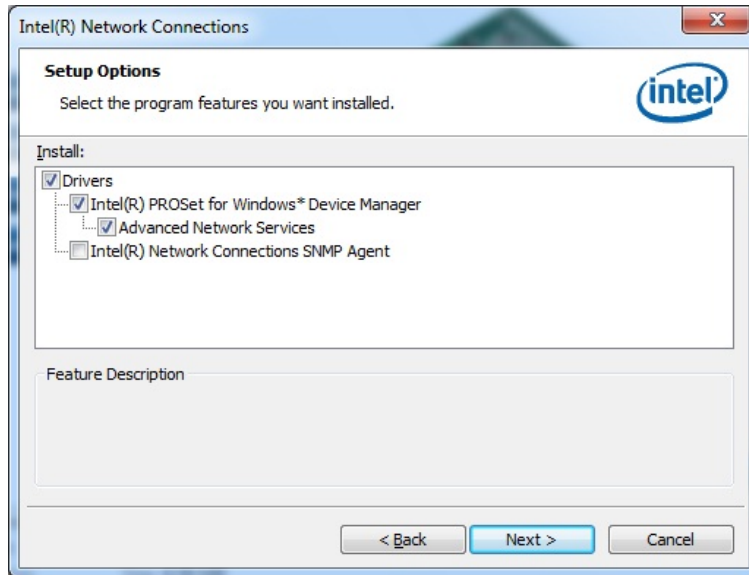 Intel(R) Network Connections
Setup Options
Select the program features you want installed.
intel
Install:
Drivers
Intel(R) PROSet for Windows* Device Manager
Advanced Network Services
Intel(R) Network Connections SNMP Agent
Feature Description
< Back
Next >
Cancel